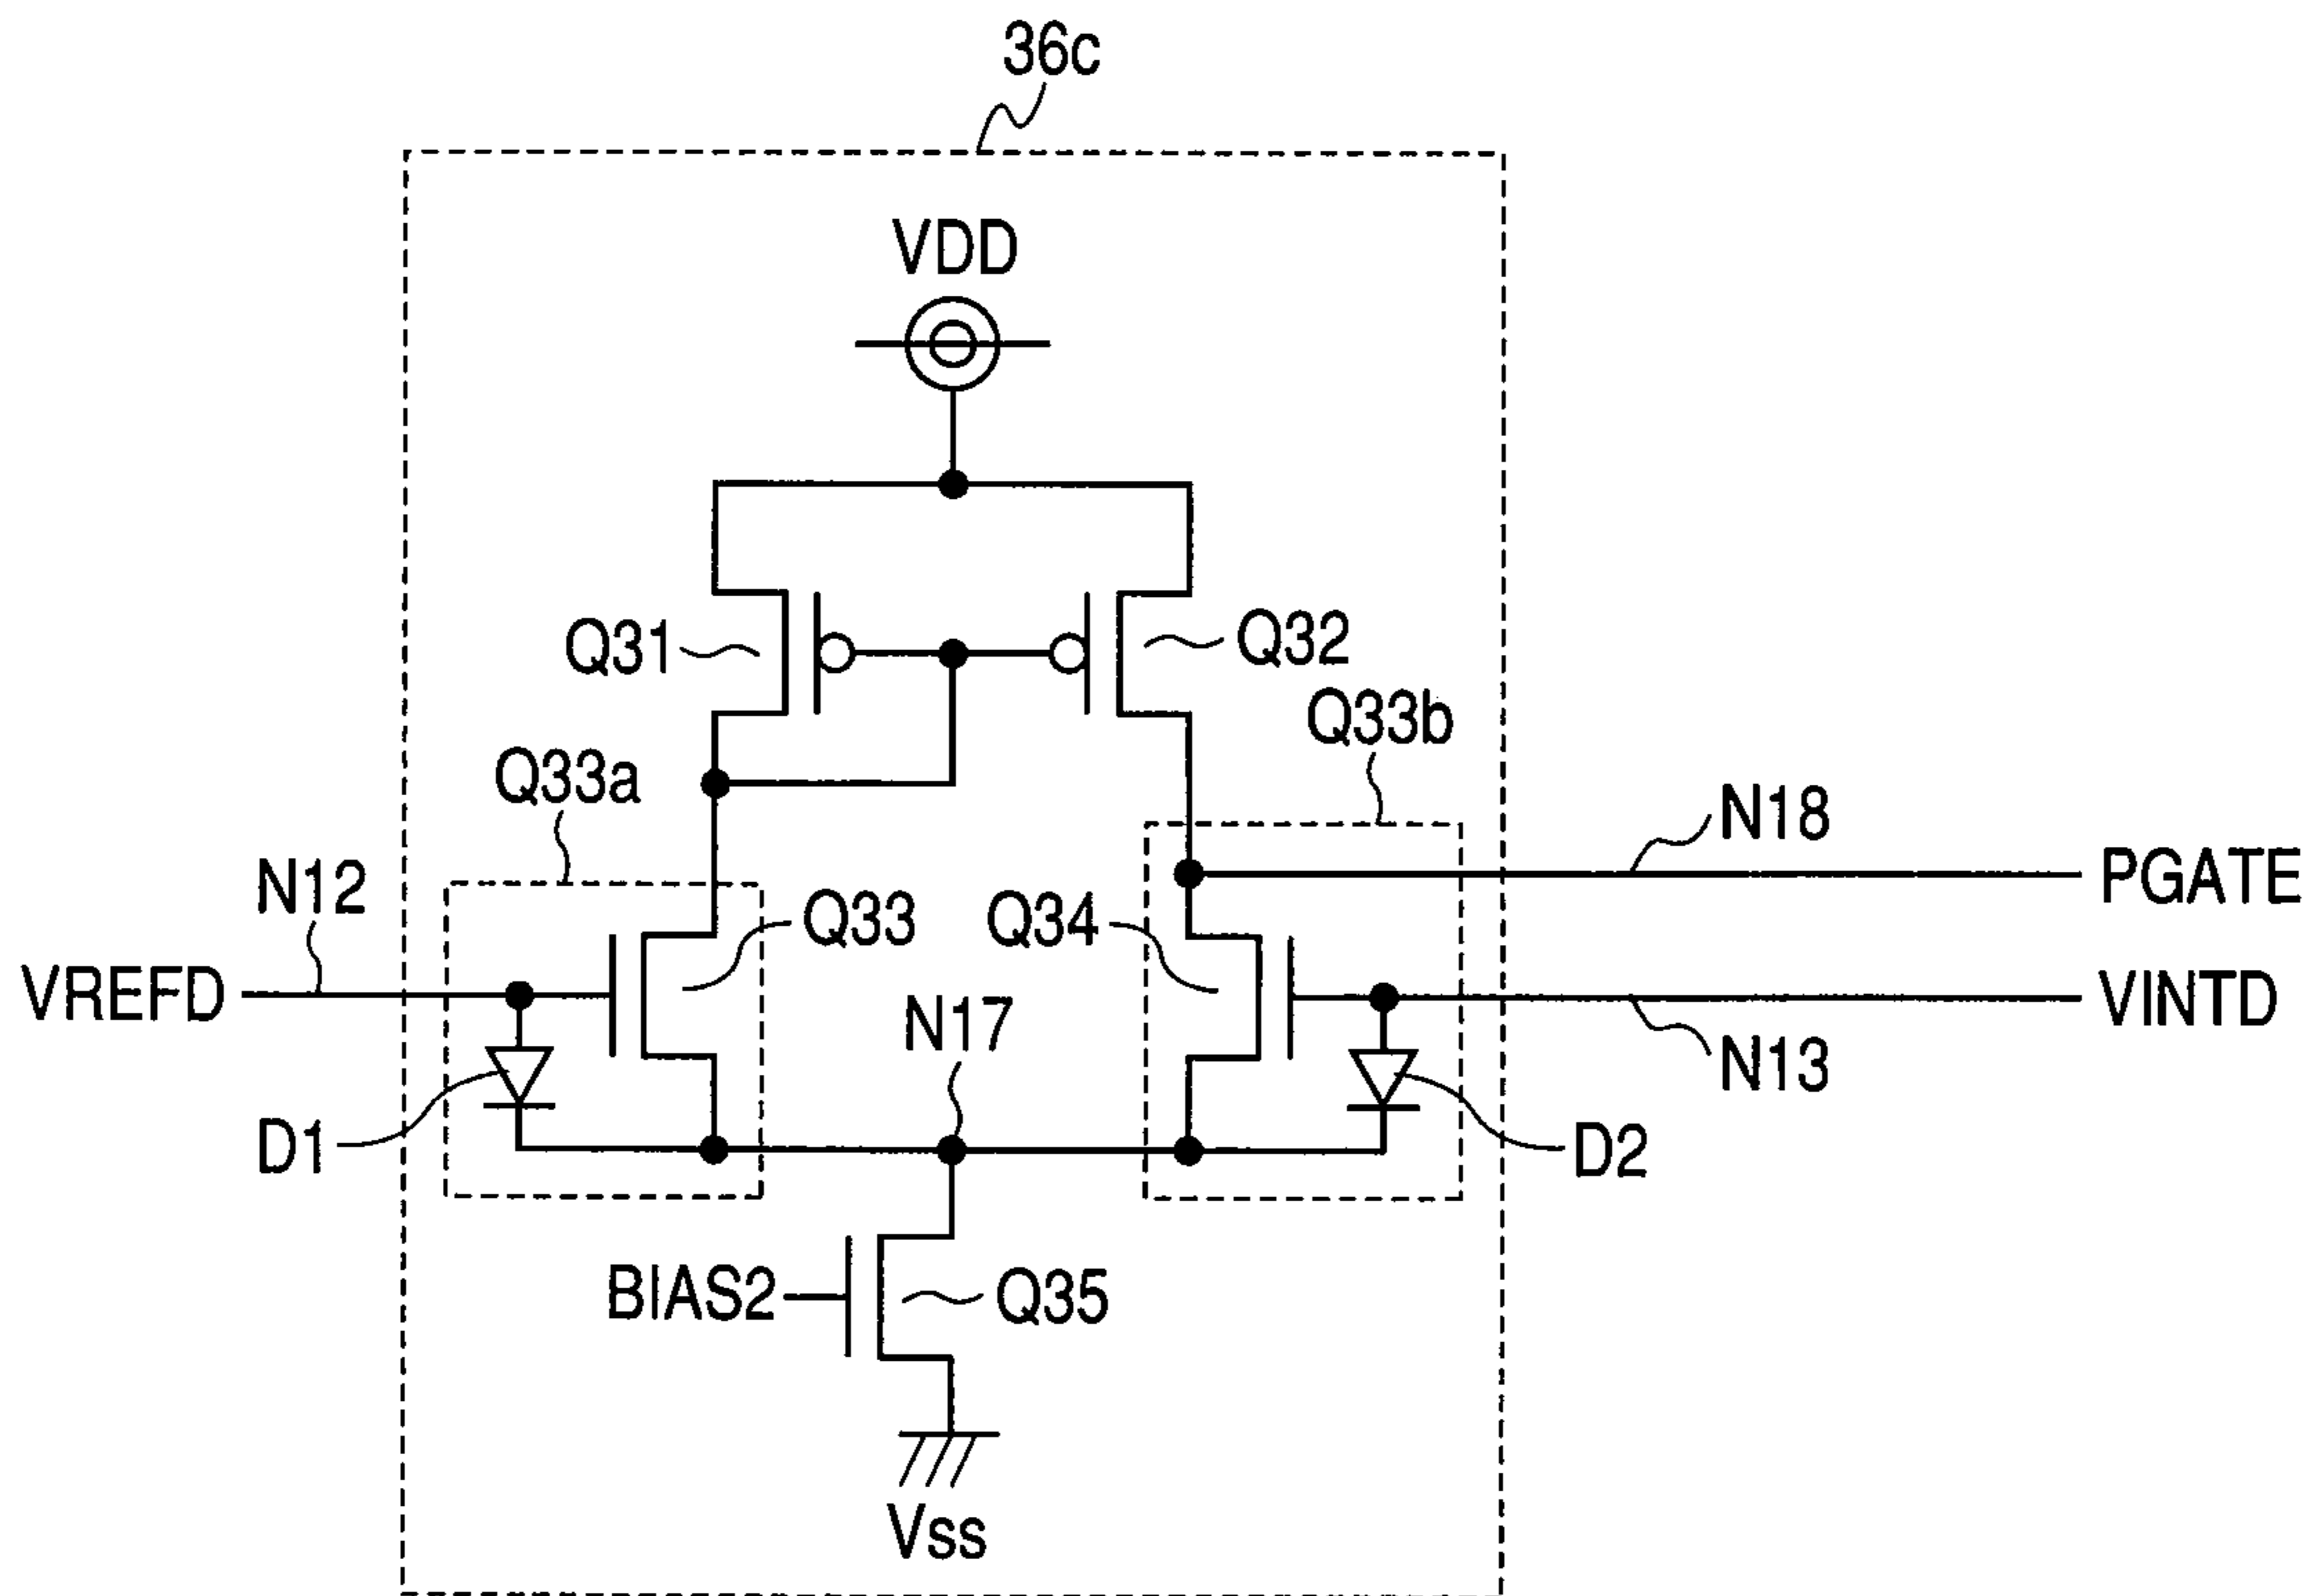 36c
VDD
Q31
Q32
Q33b
Q33a
N18
N12
PGATE
Q33
Q34
VREFD
N17
VINTD
N13
D1
D2
BIAS2
Q35
Vss